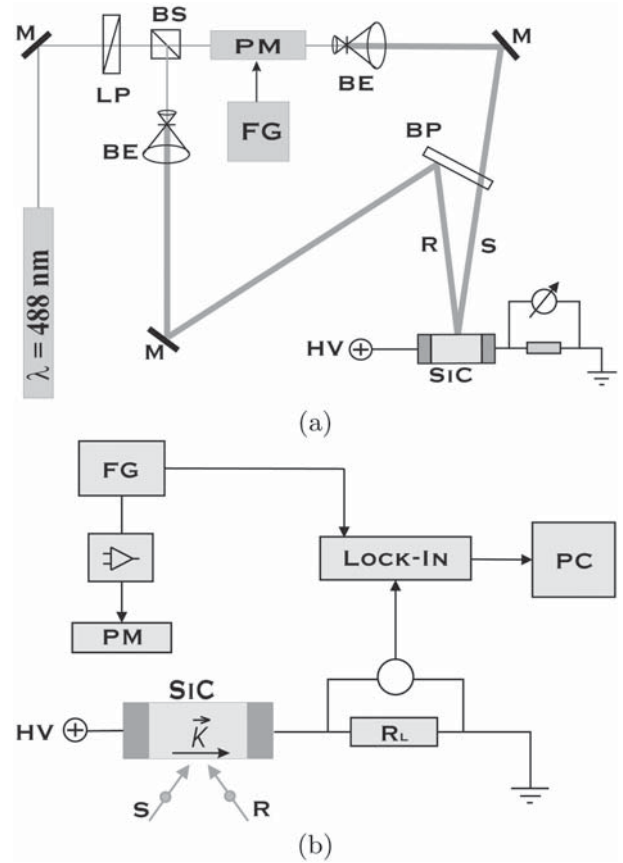 M
BS
PM
BE
M
LP
FG
BP
BE
R
S
λ = 488 nm
M
HV
SiC
(a)
FG
LOCK-IN
PC
PM
SiC
HV
K
RL
S
R
(b)